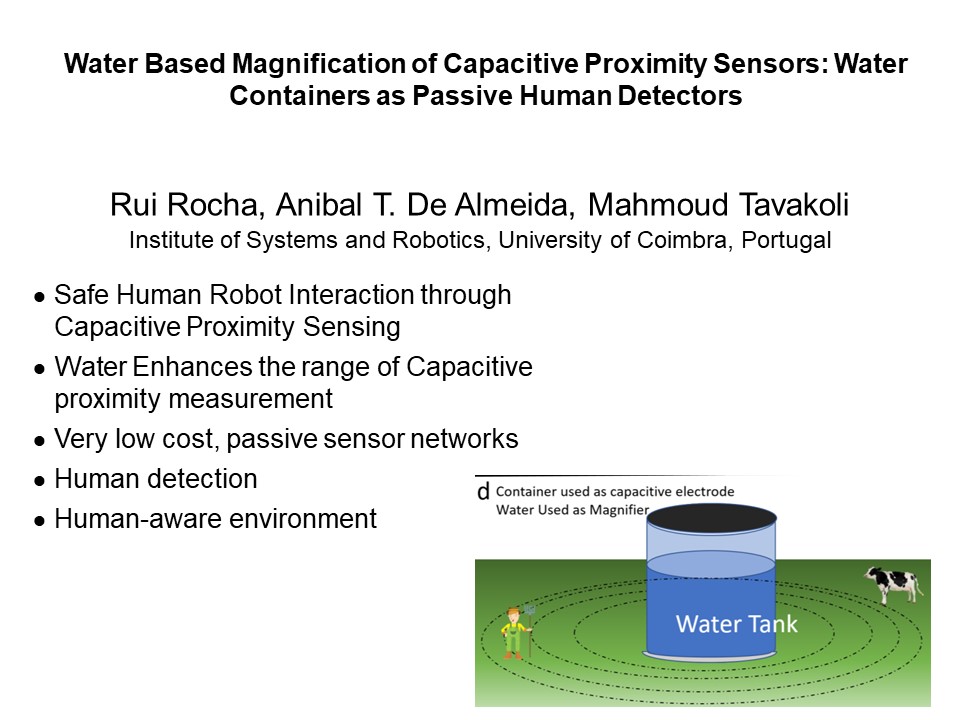 Water Based Magnification of Capacitive Proximity Sensors: Water
Containers as Passive Human Detectors
Rui Rocha, Anibal T. De Almeida, Mahmoud Tavakoli
Institute of Systems and Robotics, University of Coimbra, Portugal
● Safe Human Robot Interaction through
Capacitive Proximity Sensing
● Water Enhances the range of Capacitive
proximity measurement
● Very low cost, passive sensor networks
● Human detection
● Human-aware environment
d Container used as capacitive electrode
Water Used as Magnifier
Water Tank